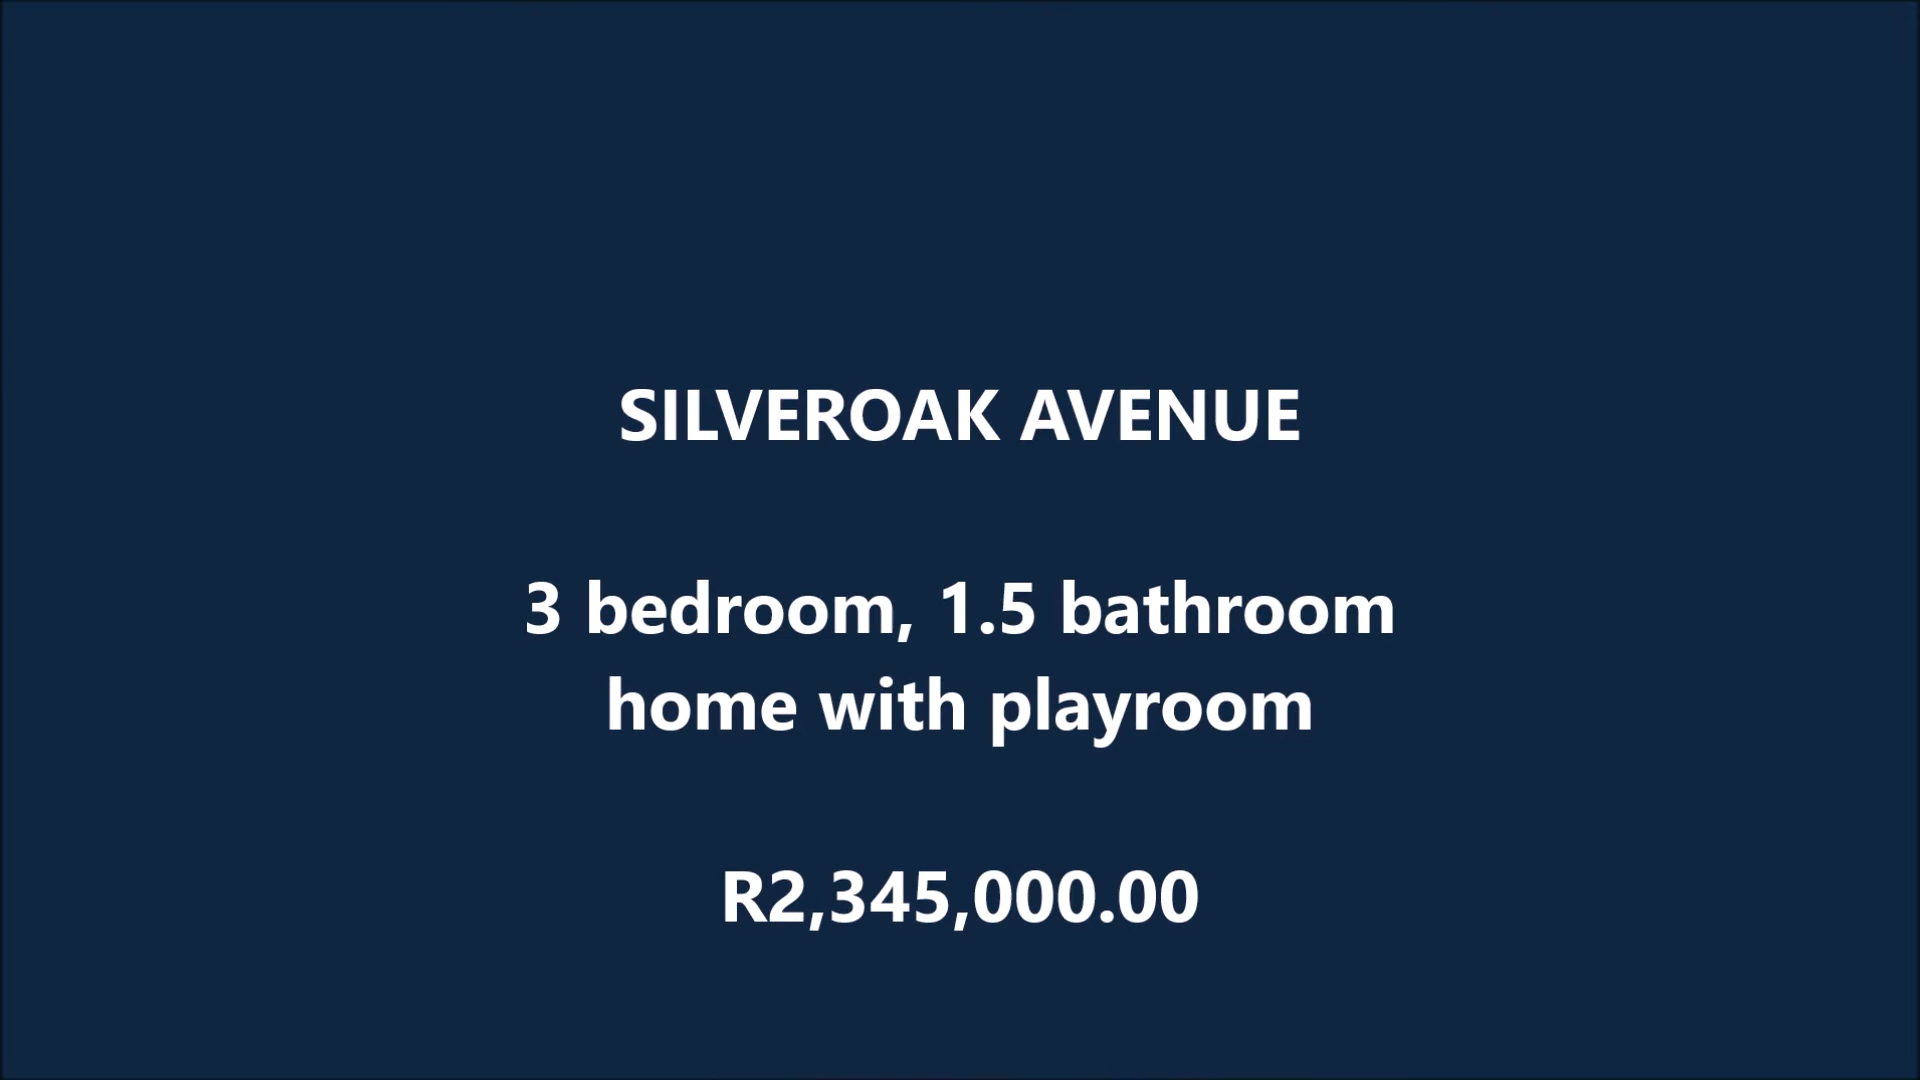 SILVEROAK AVENUE
3 bedroom, 1.5 bathroom
home with playroom
R2,345,000.00